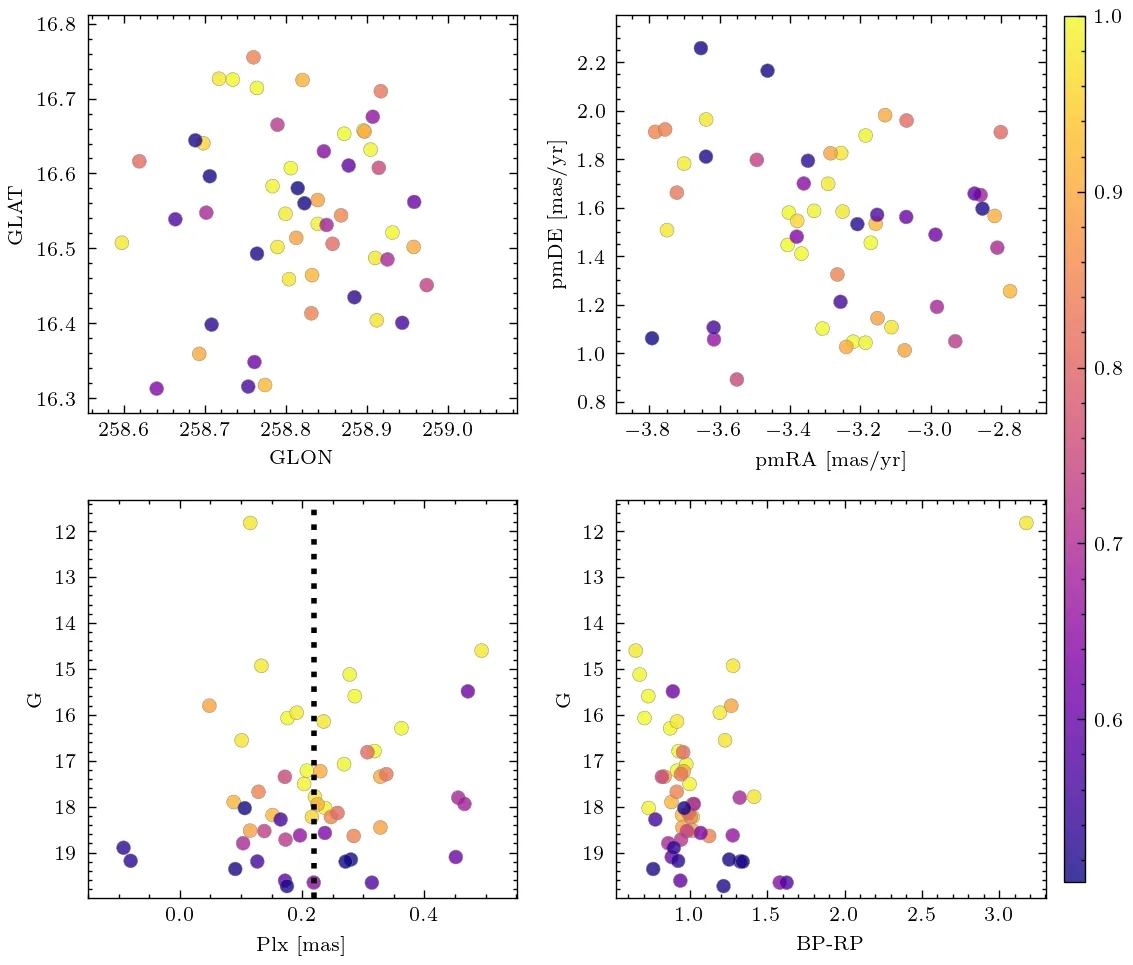 16.8
16.7
16.6
16.5
16.4
16.3
GLAT
258.6 258.7 258.8 258.9 259.0
GLON
2.2
2.0
1.8
1.6
1.4
1.2
1.0
0.8
pmDE [mas/yr]
−3.8 −3.6 −3.4 −3.2 −3.0 −2.8
pmRA [mas/yr]
12
13
14
15
16
17
18
19
G
0.0 0.2 0.4
Plx [mas]
12
13
14
15
16
17
18
19
G
1.0 1.5 2.0 2.5 3.0
BP-RP
1.0
0.9
0.8
0.7
0.6